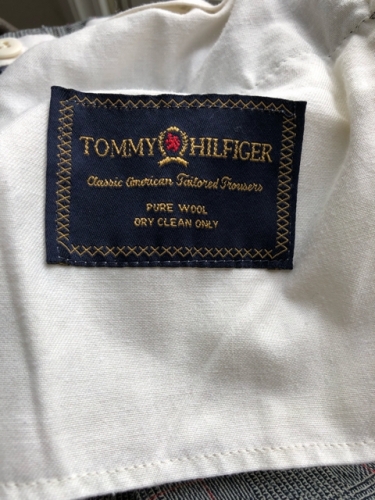 TOMMY HILFIGER
Classic American Tailored Trousers
PURE WOOL
DRY CLEAN ONLY